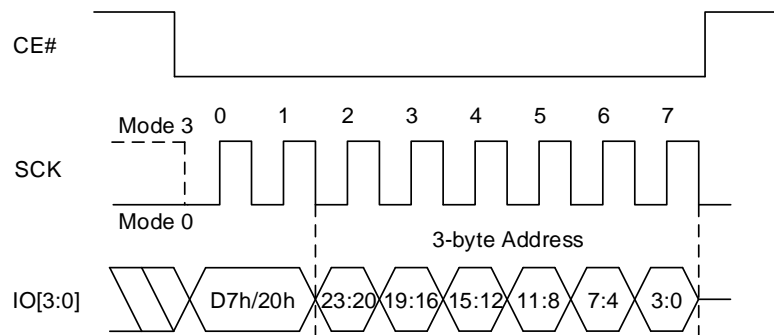 CE#
0 1 2 3 4 5 6 7
Mode 3
SCK
Mode 0
3-byte Address
IO[3:0] D7h/20h 23:20 19:16 15:12 11:8 7:4 3:0